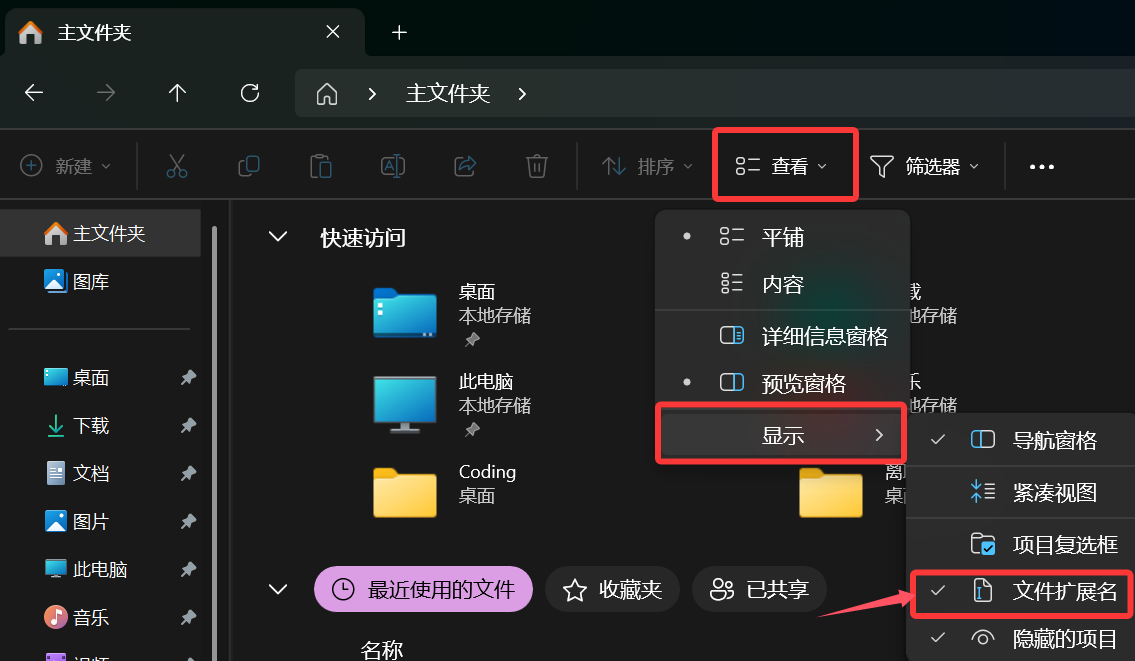 主文件夹
主文件夹
新建
排序
查看
筛选器
主文件夹
图库
桌面
下载
文档
图片
此电脑
音乐
快速访问
桌面
本地存储
此电脑
本地存储
Coding
桌面
地存储
地存储
平铺
内容
详细信息窗格
预览窗格
显示
导航窗格
紧凑视图
项目复选框
文件扩展名
隐藏的项目
最近使用的文件
收藏夹
已共享
名称